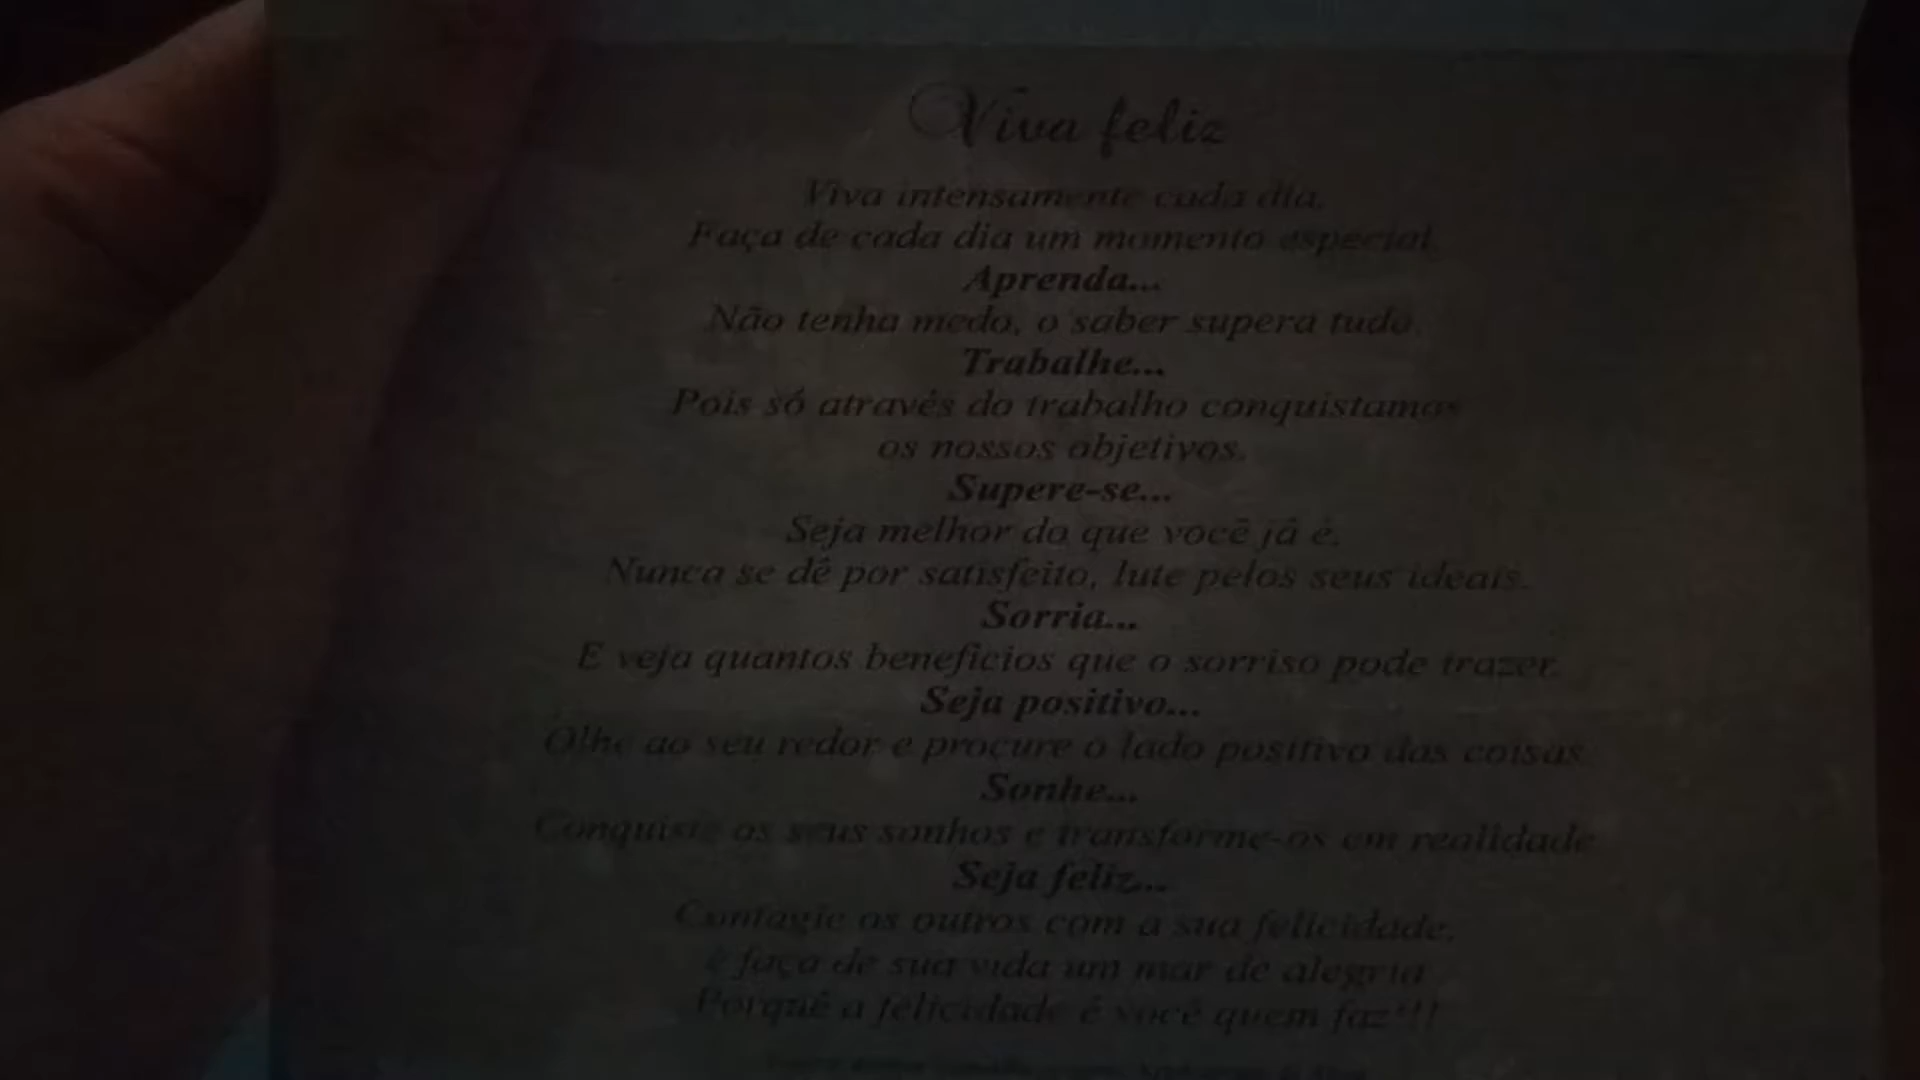 Viva feliz
Viva intensamente cada dia.
Faça de cada dia um momento especial
Aprenda...
Não tenha medo, o saber supera tudo
Trabalhe...
Pois só através do trabalho conquistamos
os nossos objetivos.
Supere-se...
Seja melhor do que você já é.
Nunca se dê por satisfeito, lute pelos seus ideais.
Sorria...
E veja quantos benefícios que o sorriso pode trazer.
Seja positivo...
Olhe ao seu redor e procure o lado positivo das coisas
Sonhe...
Conquiste os seus sonhos e transforme-os em realidade
Seja feliz...
Contagie os outros com a sua felicidade,
e faça de sua vida um mar de alegria
Porquê a felicidade é você quem faz!!!